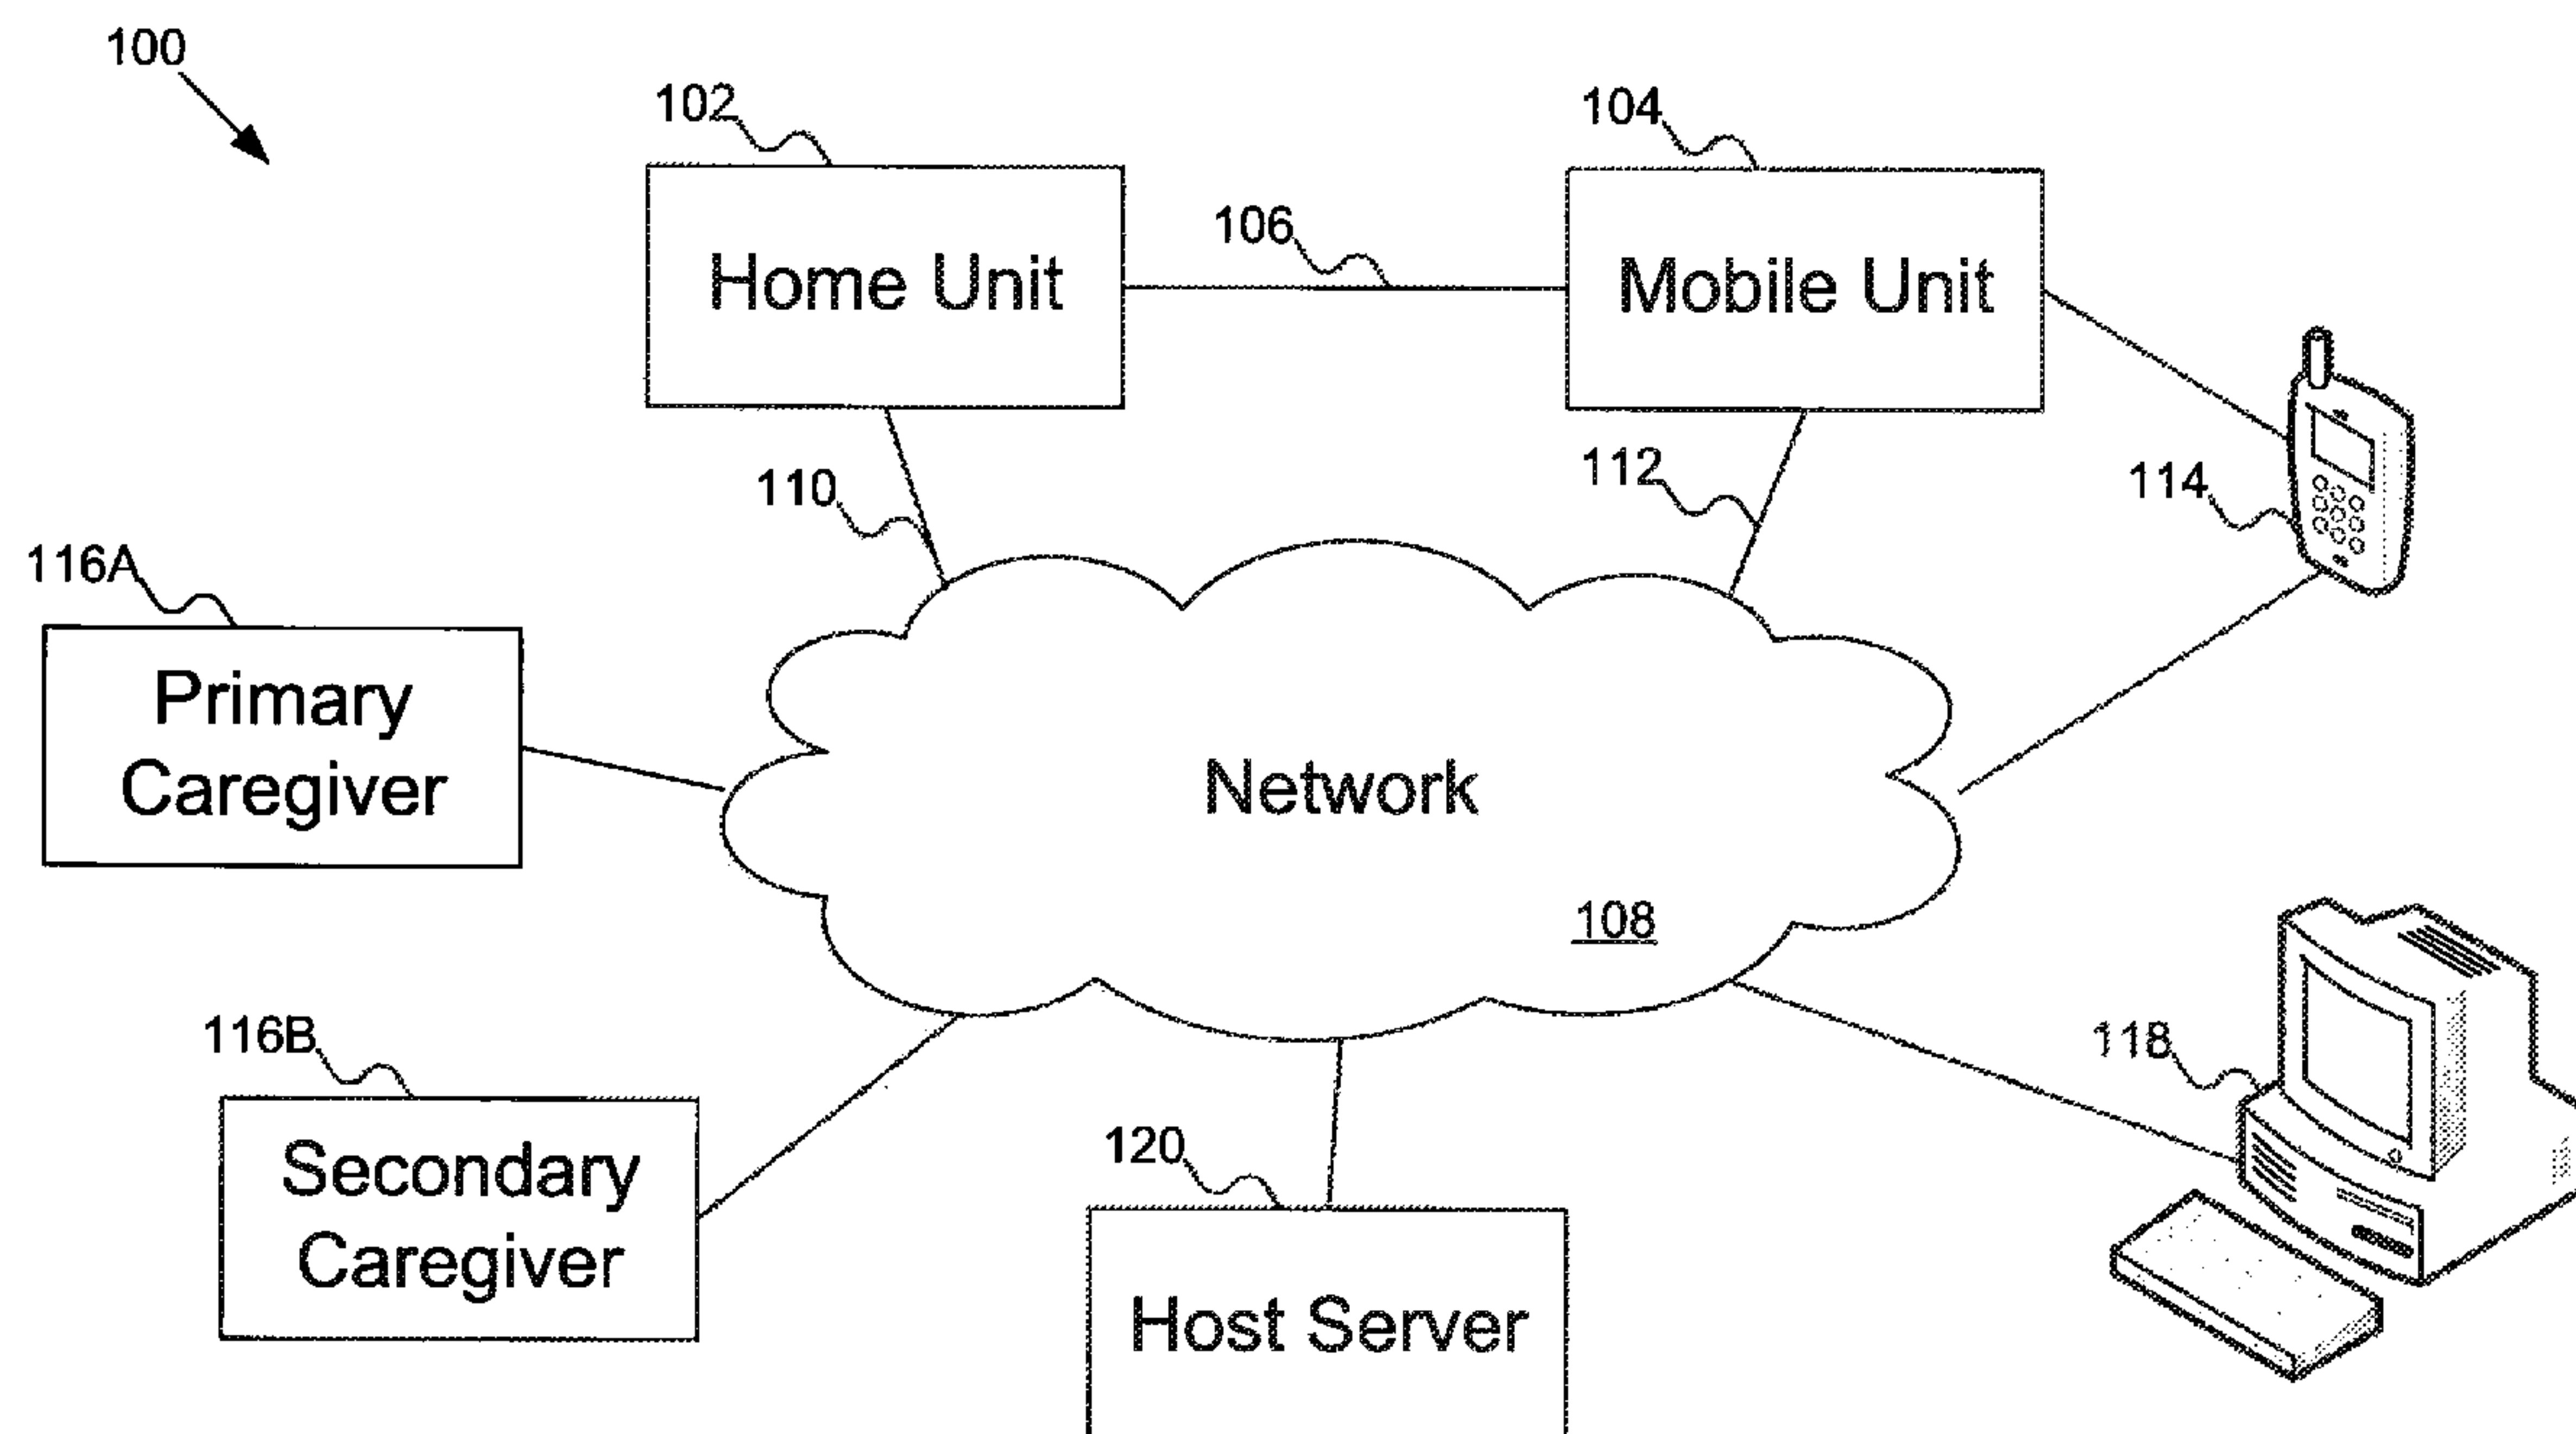 100
102
104
Home Unit
106
Mobile Unit
110
112
114
116A
Primary
Caregiver
Network
108
116B
Secondary
Caregiver
118
120
Host Server